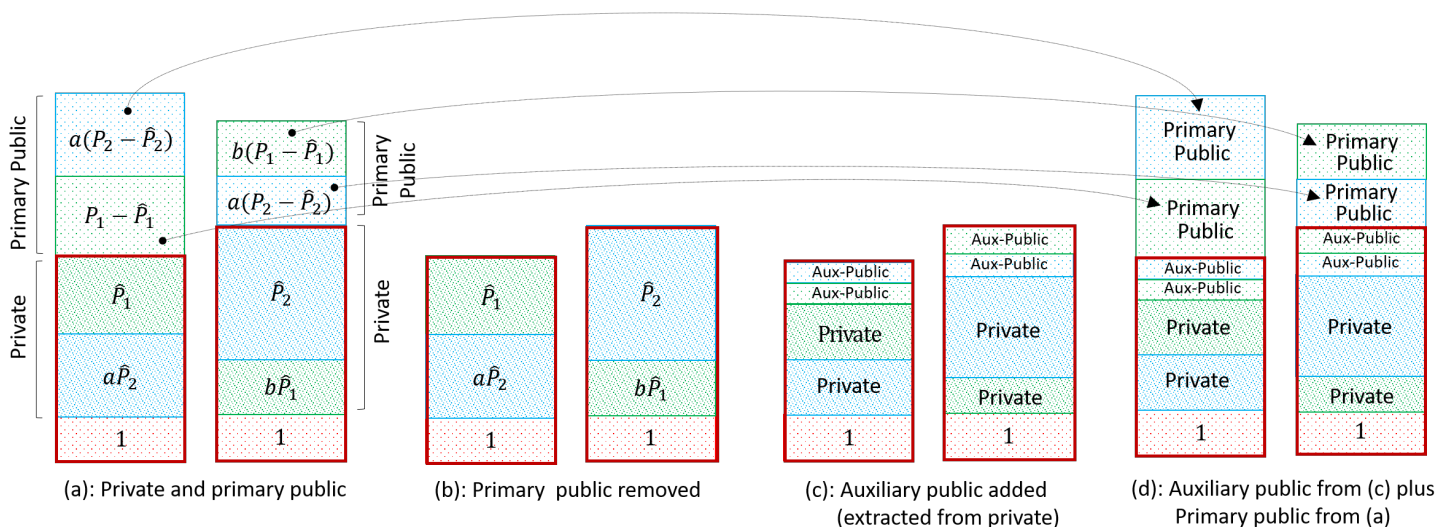 Primary Public
a(P₂ − P̂₂)
P₁ − P̂₁
Private
P̂₁
aP̂₂
1
b(P₁ − P̂₁)
a(P₂ − P̂₂)
Primary
Public
P̂₂
bP̂₁
Private
1
(a): Private and primary public
P̂₁
aP̂₂
1
P̂₂
bP̂₁
1
(b): Primary public removed
Aux-Public
Aux-Public
Private
Private
1
Aux-Public
Aux-Public
Private
Private
1
(c): Auxiliary public added
(extracted from private)
Primary
Public
Primary
Public
Aux-Public
Aux-Public
Private
Private
1
Primary
Public
Primary
Public
Aux-Public
Aux-Public
Private
Private
1
(d): Auxiliary public from (c) plus
Primary public from (a)